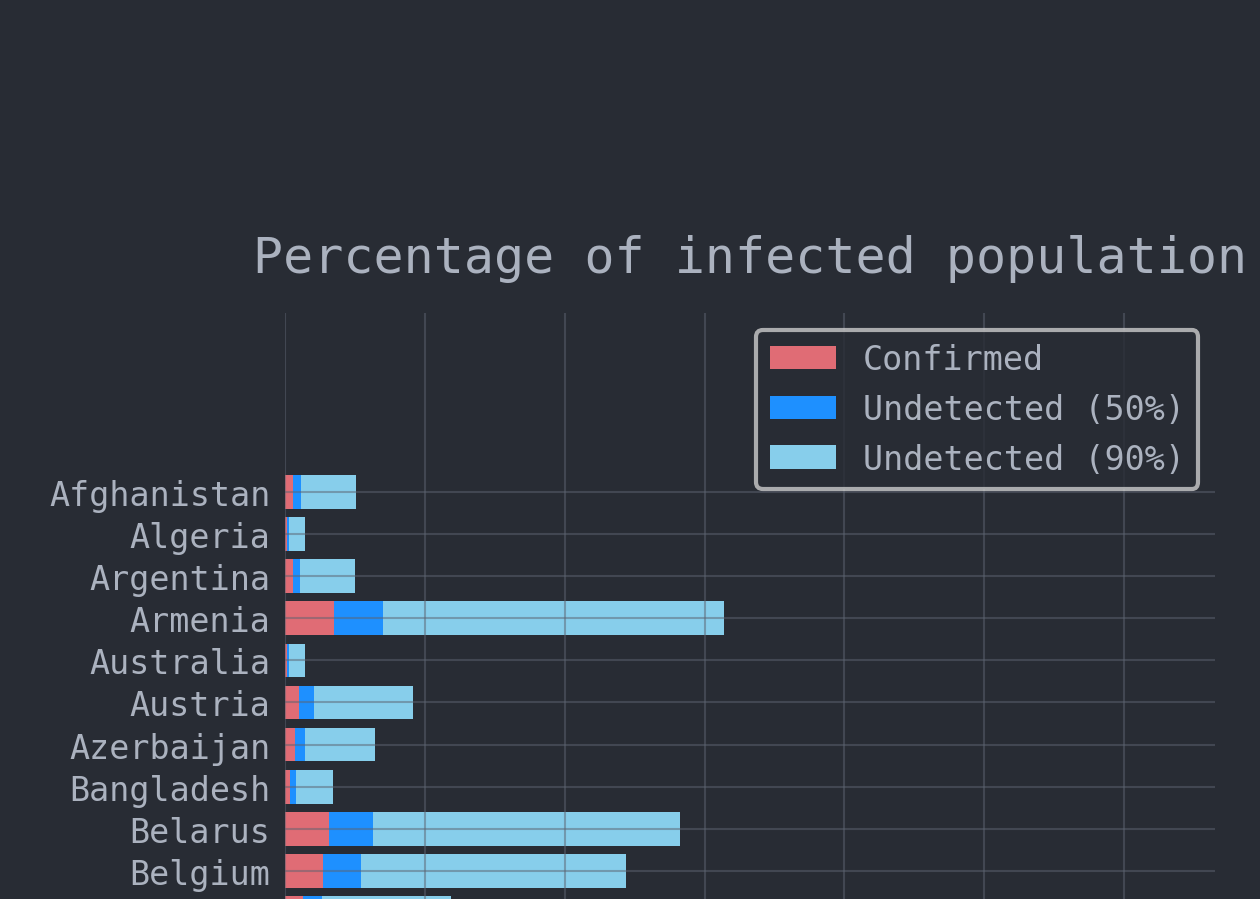 Percentage of infected population
Confirmed
Undetected (50%)
Undetected (90%)
Afghanistan
Algeria
Argentina
Armenia
Australia
Austria
Azerbaijan
Bangladesh
Belarus
Belgium